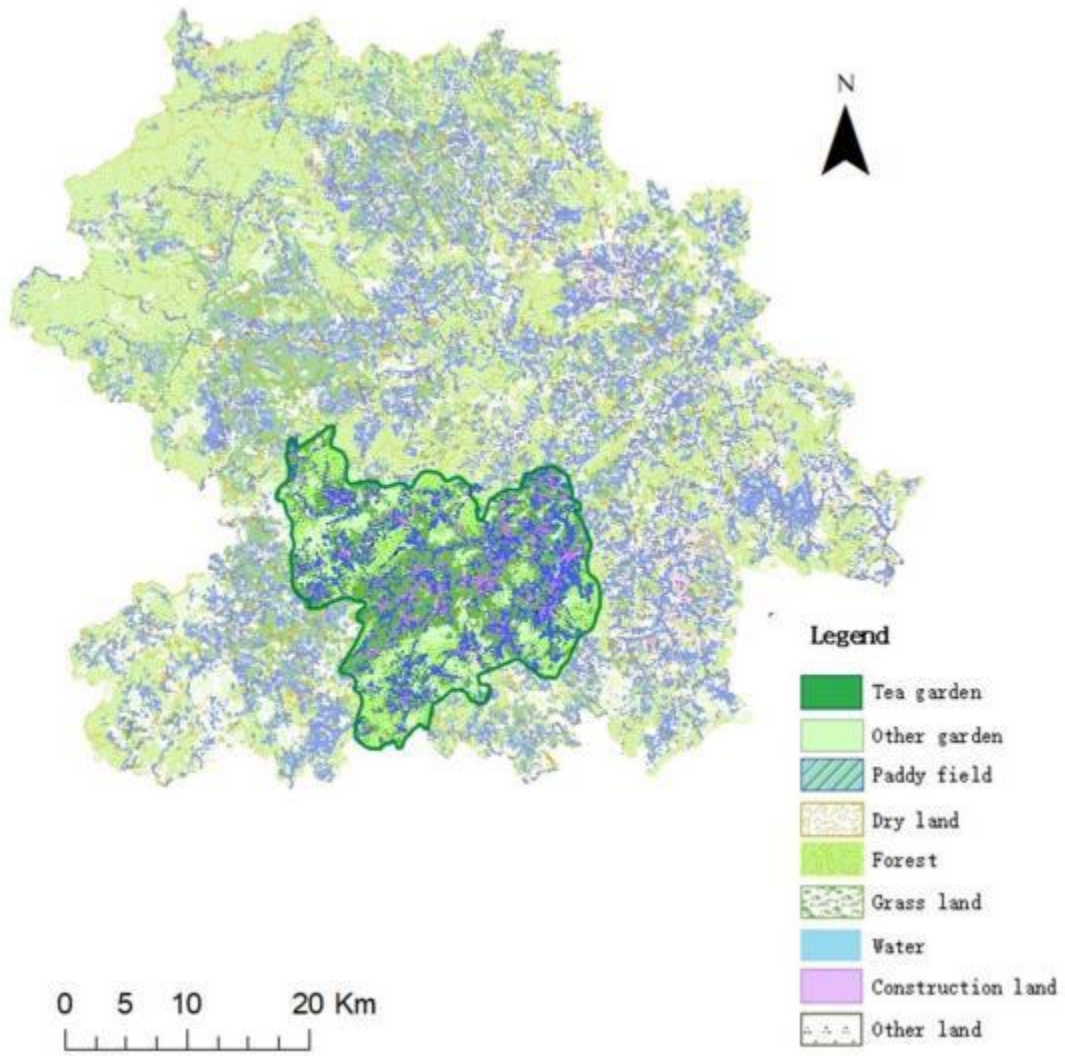 N
Legend
Tea garden
Other garden
Paddy field
Dry land
Forest
Grass land
Water
Construction land
Other land
0 5 10 20 Km